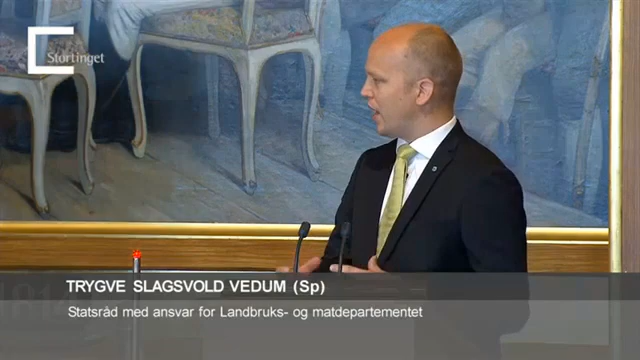 Stortinget
TRYGVE SLAGSVOLD VEDUM (Sp)
Statsråd med ansvar for Landbruks- og matdepartementet